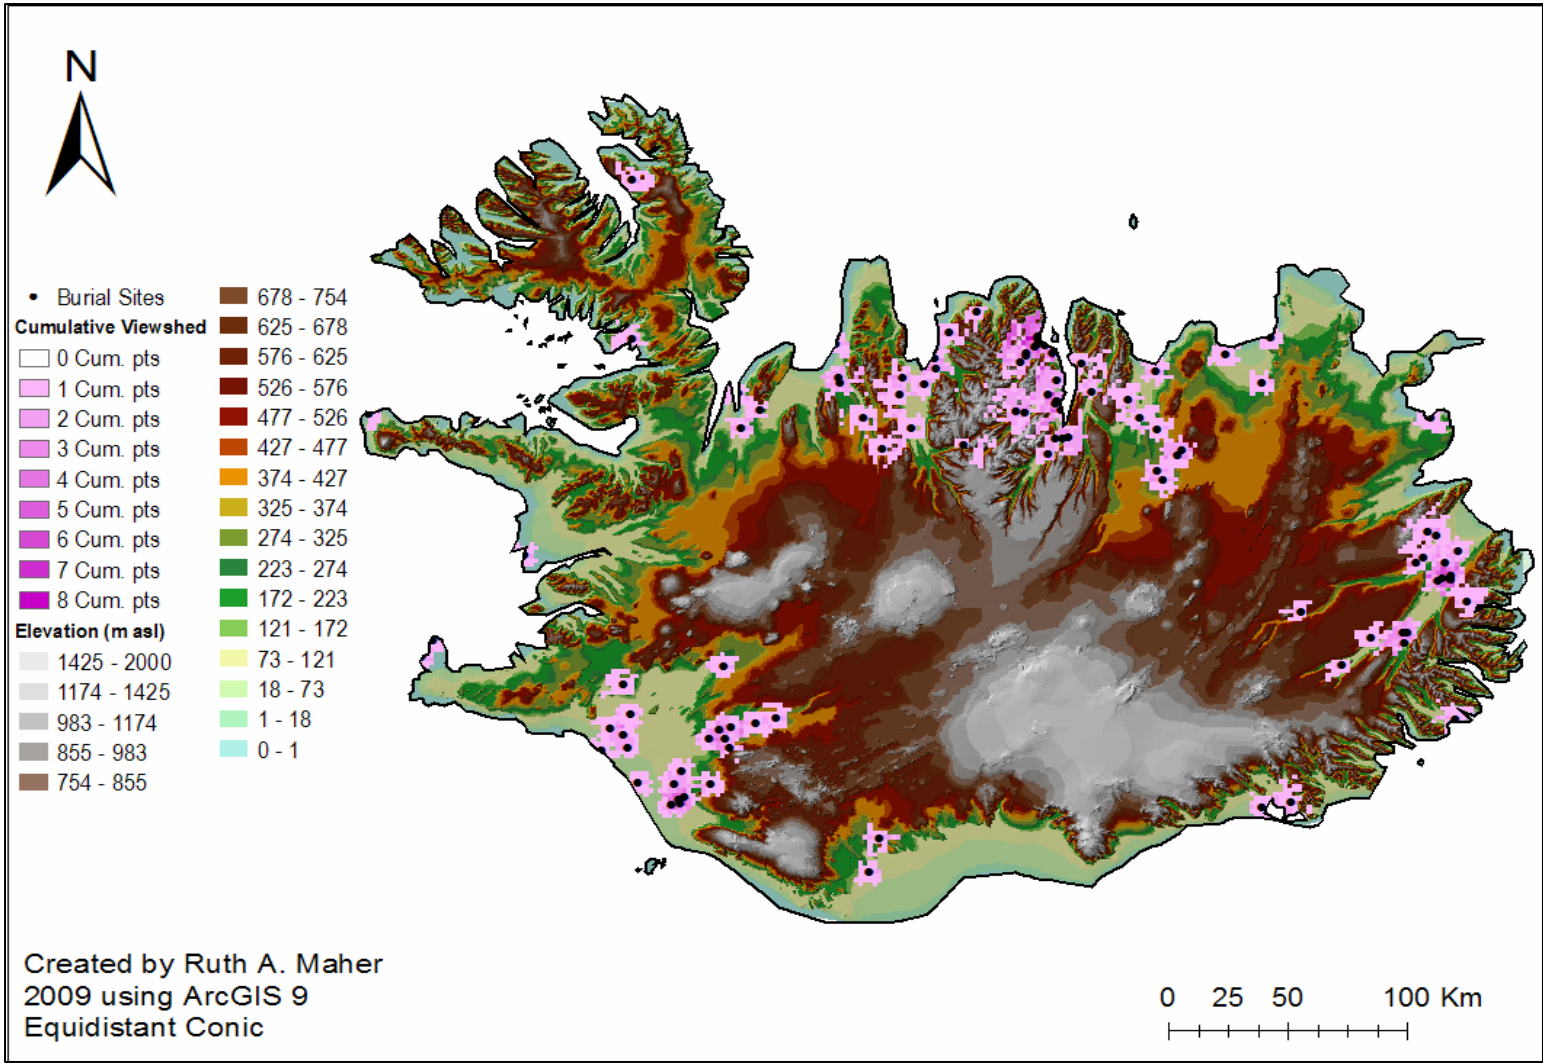 N
Burial Sites
Cumulative Viewshed
0 Cum. pts
1 Cum. pts
2 Cum. pts
3 Cum. pts
4 Cum. pts
5 Cum. pts
6 Cum. pts
7 Cum. pts
8 Cum. pts
Elevation (m asl)
1425 - 2000
1174 - 1425
983 - 1174
855 - 983
754 - 855
678 - 754
625 - 678
576 - 625
526 - 576
477 - 526
427 - 477
374 - 427
325 - 374
274 - 325
223 - 274
172 - 223
121 - 172
73 - 121
18 - 73
1 - 18
0 - 1
Created by Ruth A. Maher
2009 using ArcGIS 9
Equidistant Conic
0 25 50 100 Km